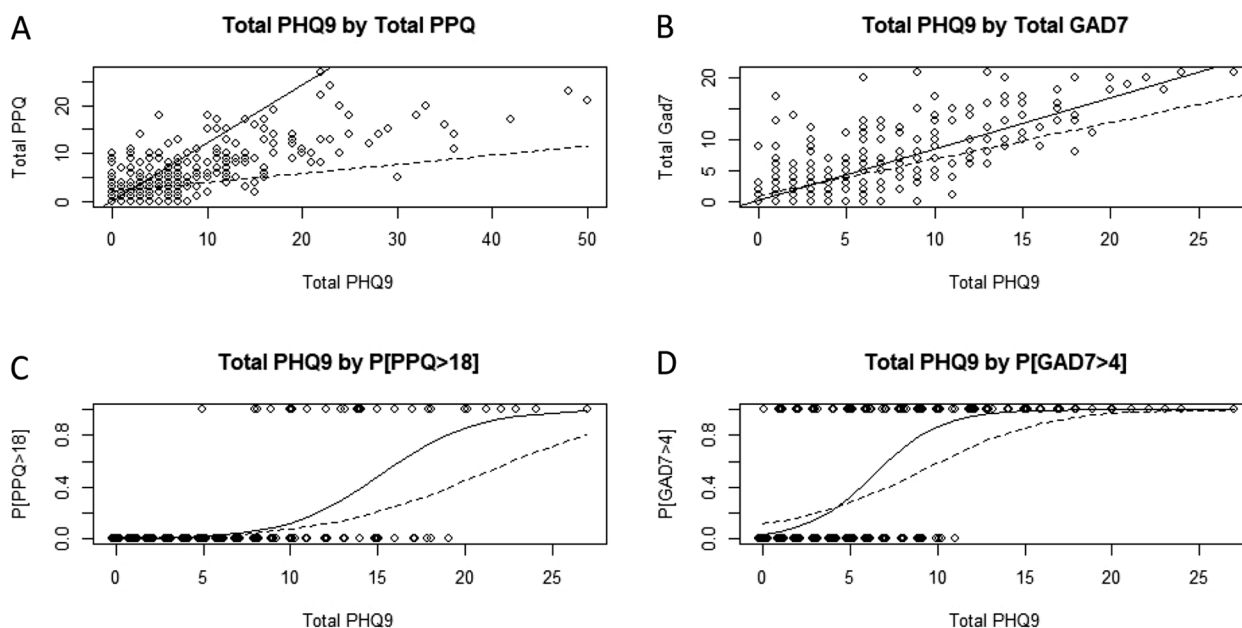 A
Total PHQ9 by Total PPQ
Total PPQ
20
10
0
0 10 20 30 40 50
Total PHQ9
B
Total PHQ9 by Total GAD7
Total Gad7
20
15
10
5
0
0 5 10 15 20 25
Total PHQ9
C
Total PHQ9 by P[PPQ>18]
P[PPQ>18]
0.8
0.4
0.0
0 5 10 15 20 25
Total PHQ9
D
Total PHQ9 by P[GAD7>4]
P[GAD7>4]
0.8
0.4
0.0
0 5 10 15 20 25
Total PHQ9